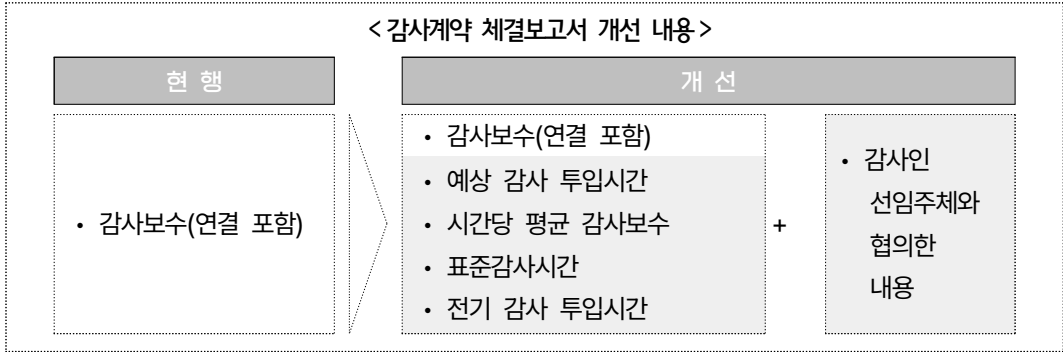 < 감사계약 체결보고서 개선 내용 >
현 행
개 선
• 감사보수(연결 포함)
• 감사보수(연결 포함)
• 예상 감사 투입시간
• 시간당 평균 감사보수
• 표준감사시간
• 전기 감사 투입시간
+
• 감사인
선임주체와
협의한
내용